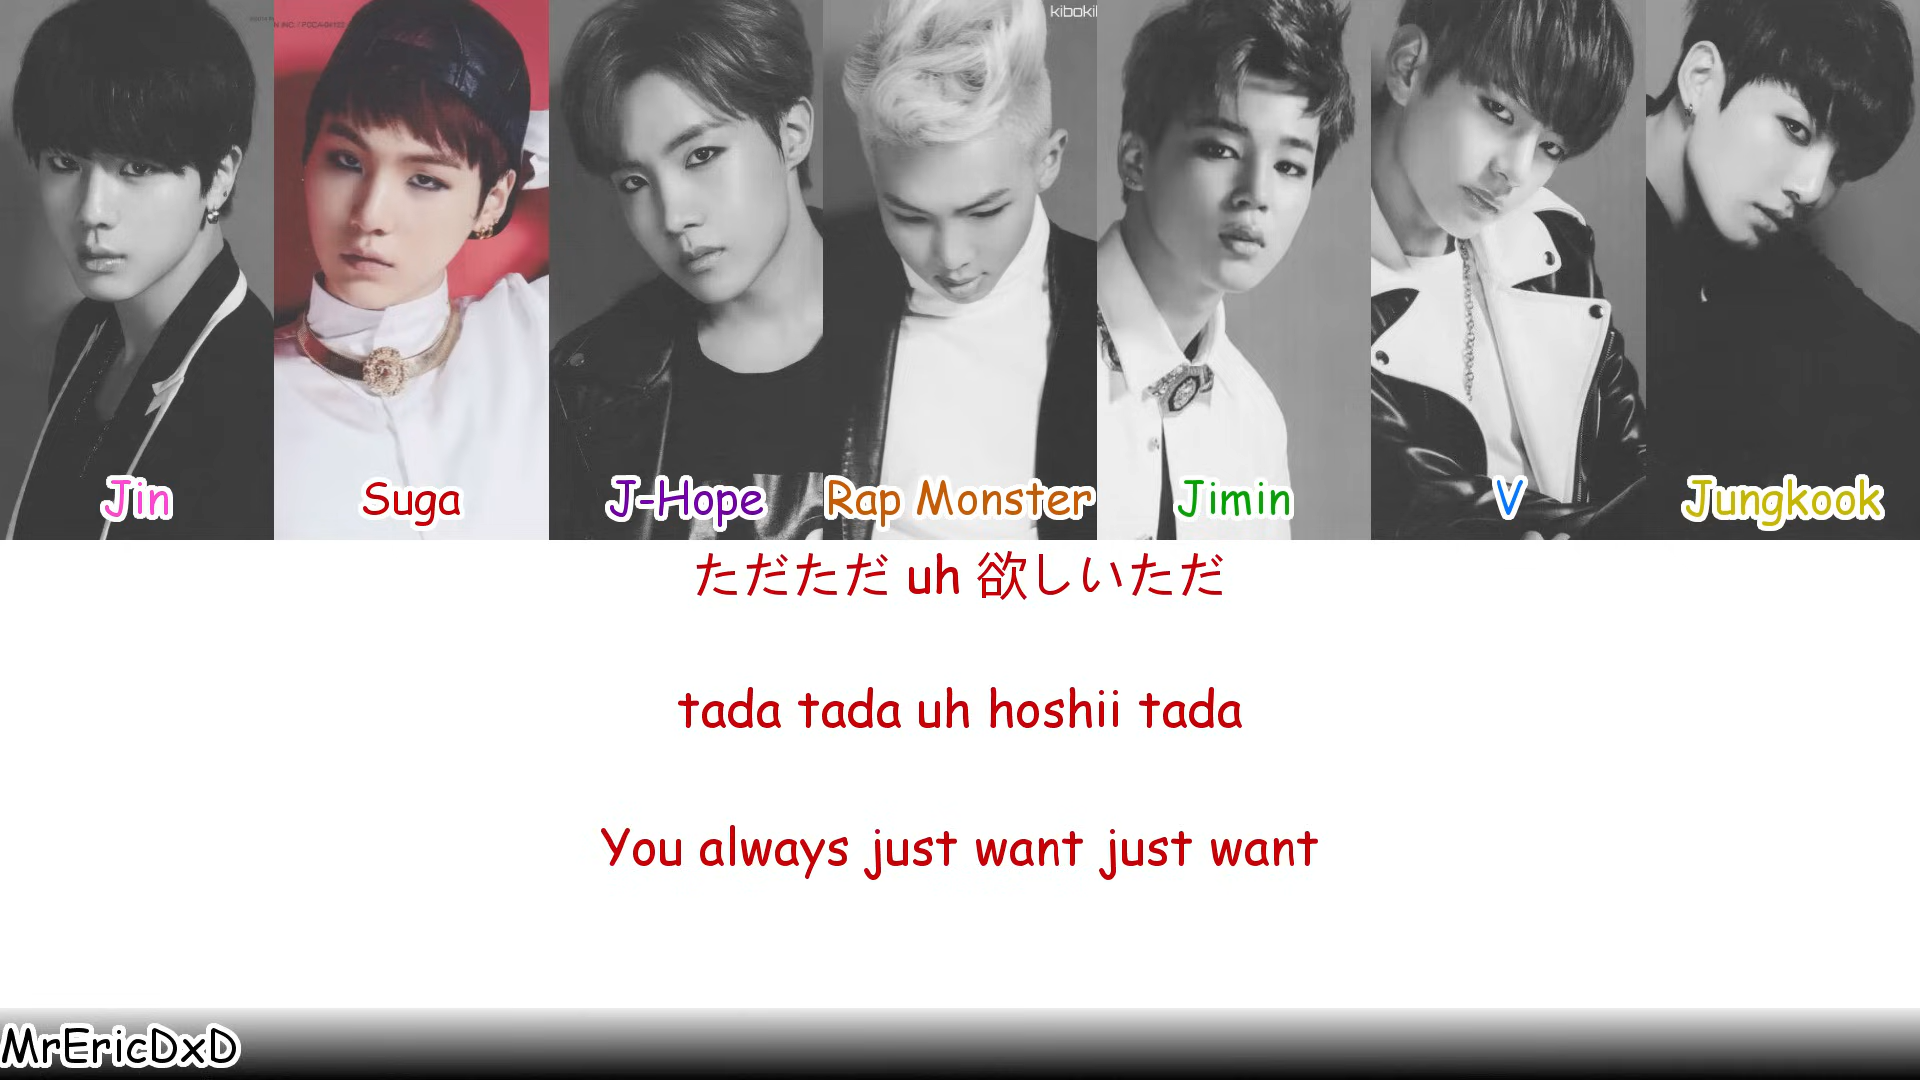 kiboki
Jin
Suga
J-Hope
Rap Monster
Jimin
V
Jungkook
ただただ uh 欲しいただ
tada tada uh hoshii tada
You always just want just want
MrEricDxD